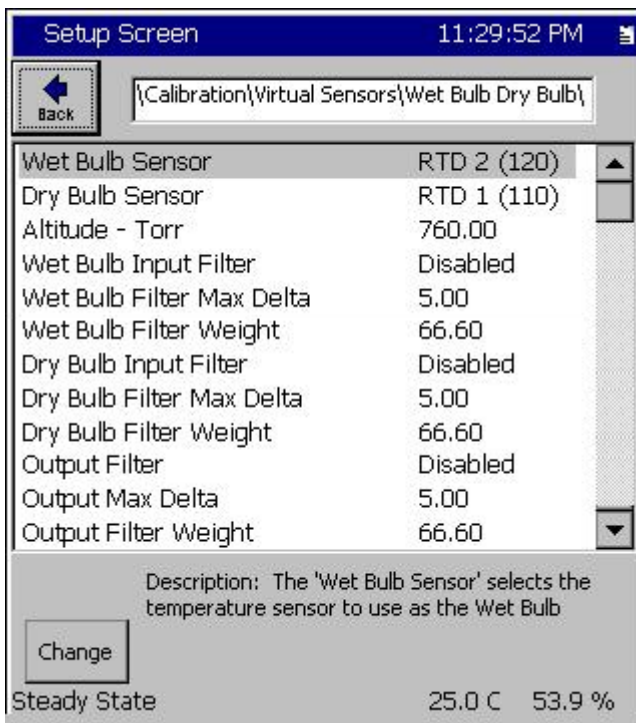 Setup Screen 11:29:52 PM
Back
\Calibration\Virtual Sensors\Wet Bulb Dry Bulb\
Wet Bulb Sensor RTD 2 (120)
Dry Bulb Sensor RTD 1 (110)
Altitude - Torr 760.00
Wet Bulb Input Filter Disabled
Wet Bulb Filter Max Delta 5.00
Wet Bulb Filter Weight 66.60
Dry Bulb Input Filter Disabled
Dry Bulb Filter Max Delta 5.00
Dry Bulb Filter Weight 66.60
Output Filter Disabled
Output Max Delta 5.00
Output Filter Weight 66.60
Description: The 'Wet Bulb Sensor' selects the
temperature sensor to use as the Wet Bulb
Change
Steady State 25.0 C 53.9 %